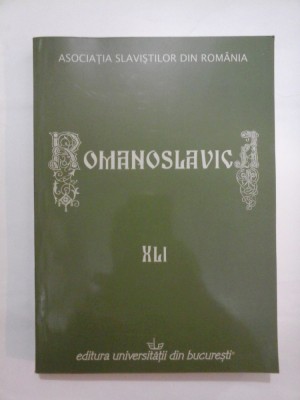 ASOCIAȚIA SLAVIȘTILOR DIN ROMÂNIA
ROMANOSLAVICA
XLI
editura universității din bucurești